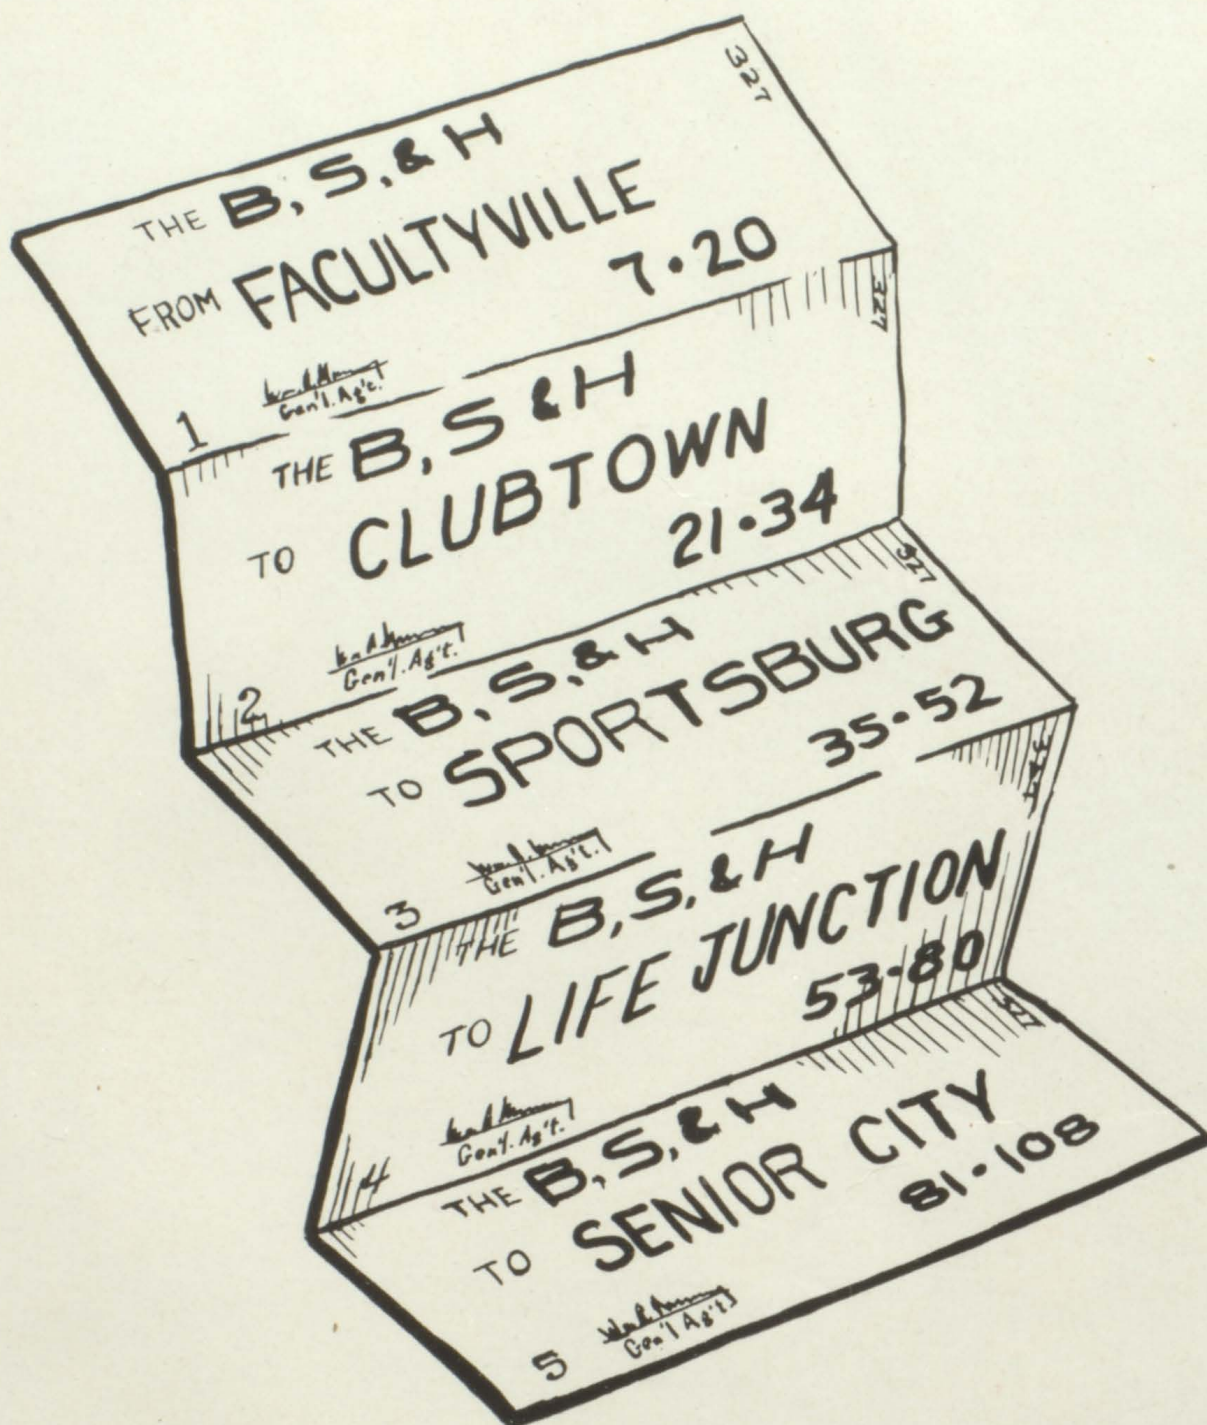 327
THE B, S, & H
FROM FACULTYVILLE
7·20
Gen'l. Ag't.
1
327
THE B, S & H
TO CLUBTOWN
21·34
Gen'l. Ag't.
2
327
THE B, S, & H
TO SPORTSBURG
35·52
Gen'l. Ag't.
3
THE B, S, & H
TO LIFE JUNCTION
53-80
Gen'l. Ag't.
4
327
THE B, S, & H
TO SENIOR CITY
81-108
Gen'l Ag't
5